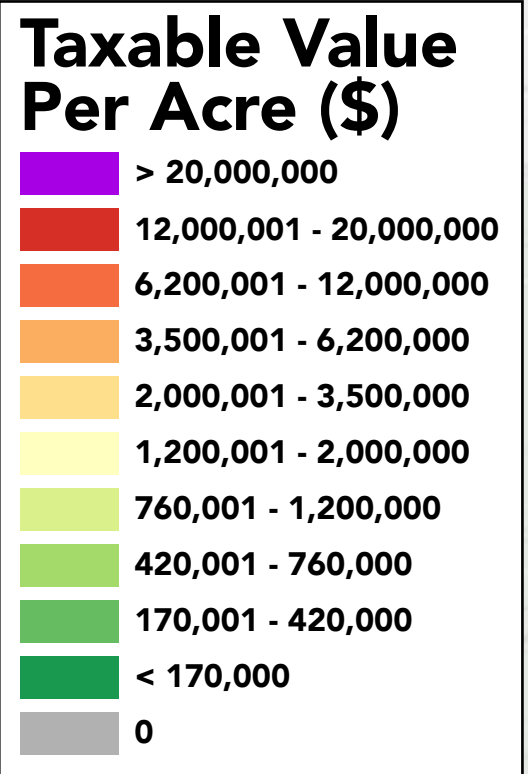 Taxable Value
Per Acre ($)
> 20,000,000
12,000,001 - 20,000,000
6,200,001 - 12,000,000
3,500,001 - 6,200,000
2,000,001 - 3,500,000
1,200,001 - 2,000,000
760,001 - 1,200,000
420,001 - 760,000
170,001 - 420,000
< 170,000
0